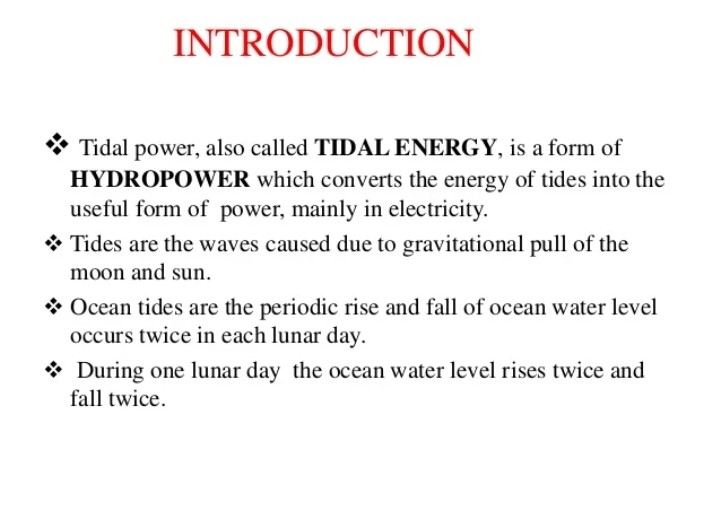 INTRODUCTION
❖ Tidal power, also called TIDAL ENERGY, is a form of
HYDROPOWER which converts the energy of tides into the
useful form of power, mainly in electricity.
❖ Tides are the waves caused due to gravitational pull of the
moon and sun.
❖ Ocean tides are the periodic rise and fall of ocean water level
occurs twice in each lunar day.
❖ During one lunar day the ocean water level rises twice and
fall twice.